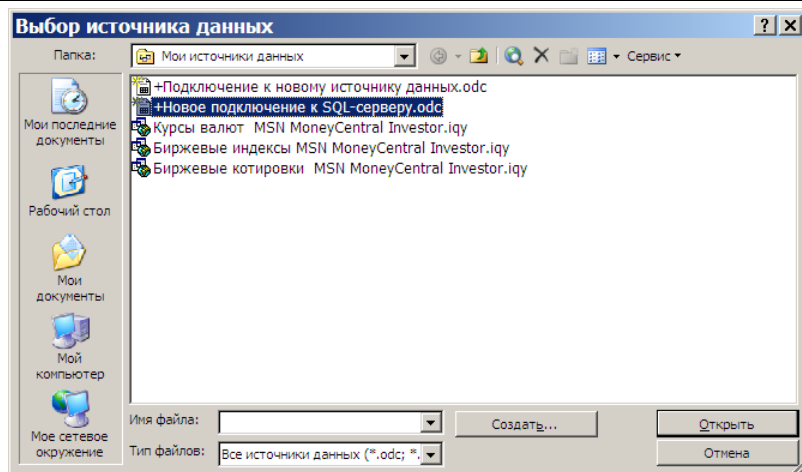 Выбор источника данных
Папка: Мои источники данных Сервис
+Подключение к новому источнику данных.odc
+Новое подключение к SQL-серверу.odc
Курсы валют MSN MoneyCentral Investor.iqy
Биржевые индексы MSN MoneyCentral Investor.iqy
Биржевые котировки MSN MoneyCentral Investor.iqy
Мои последние
документы
Рабочий стол
Мои
документы
Мой
компьютер
Мое сетевое
окружение
Имя файла: Создать... Открыть
Тип файлов: Все источники данных (*.odc; *. Отмена